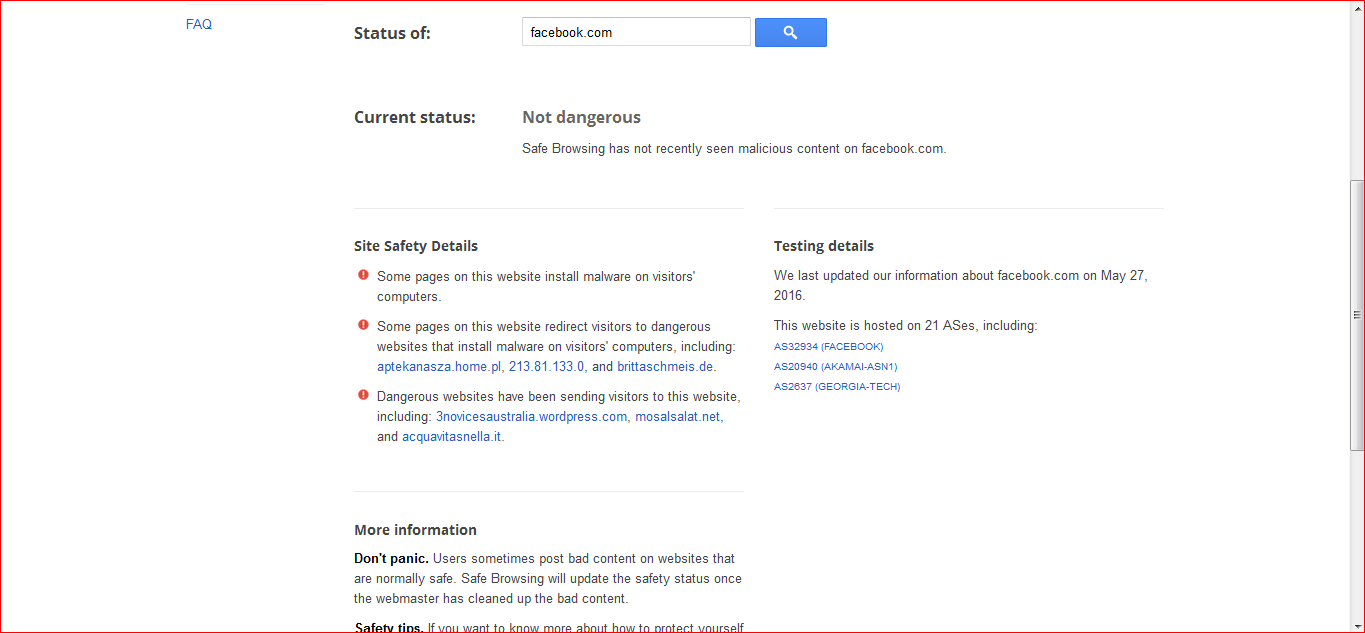 FAQ
Status of:
facebook.com
Current status:
Not dangerous
Safe Browsing has not recently seen malicious content on facebook.com.
Site Safety Details
Some pages on this website install malware on visitors'
computers.
Some pages on this website redirect visitors to dangerous
websites that install malware on visitors' computers, including:
aptekanasza.home.pl, 213.81.133.0, and brittaschmeis.de.
Dangerous websites have been sending visitors to this website,
including: 3novicesaustralia.wordpress.com, mosalsalat.net,
and acquavitasnella.it.
Testing details
We last updated our information about facebook.com on May 27,
2016.
This website is hosted on 21 ASes, including:
AS32934 (FACEBOOK)
AS20940 (AKAMAI-ASN1)
AS2637 (GEORGIA-TECH)
More information
Don't panic. Users sometimes post bad content on websites that
are normally safe. Safe Browsing will update the safety status once
the webmaster has cleaned up the bad content.
Safety tips. If you want to know more about how to protect yourself